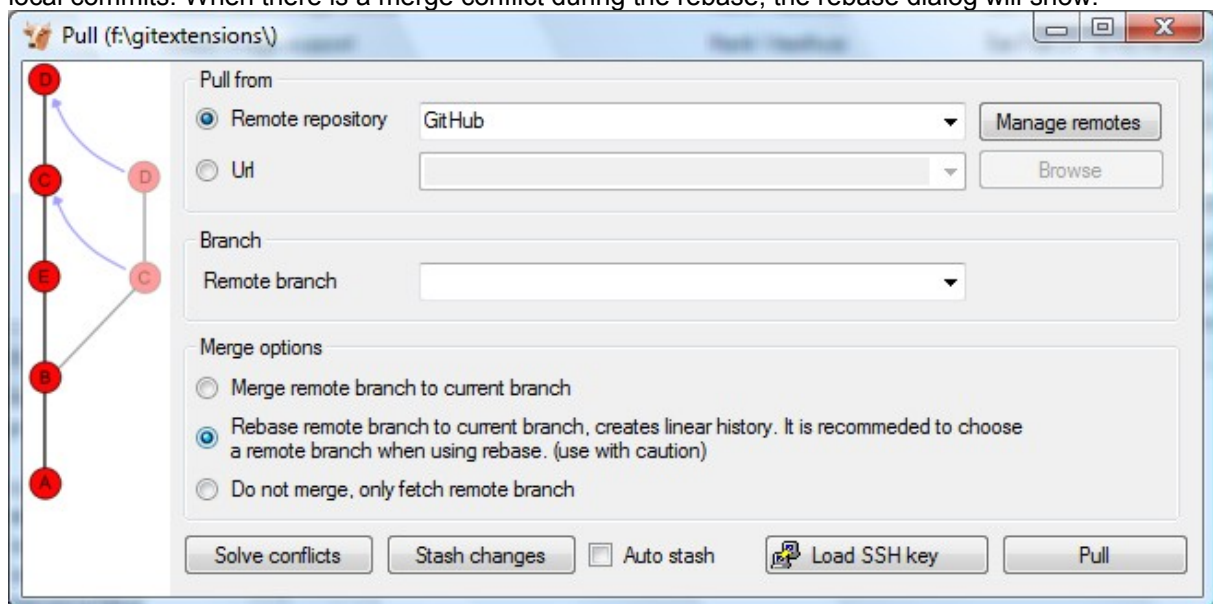 local commits. When there is a merge conflict during the rebase, the rebase dialog will show.
Pull (f:\gitextensions\)
Pull from
Remote repository GitHub Manage remotes
Url Browse
Branch
Remote branch
Merge options
Merge remote branch to current branch
Rebase remote branch to current branch, creates linear history. It is recommeded to choose
a remote branch when using rebase. (use with caution)
Do not merge, only fetch remote branch
Solve conflicts Stash changes Auto stash Load SSH key Pull
D
D
C
E
C
B
A